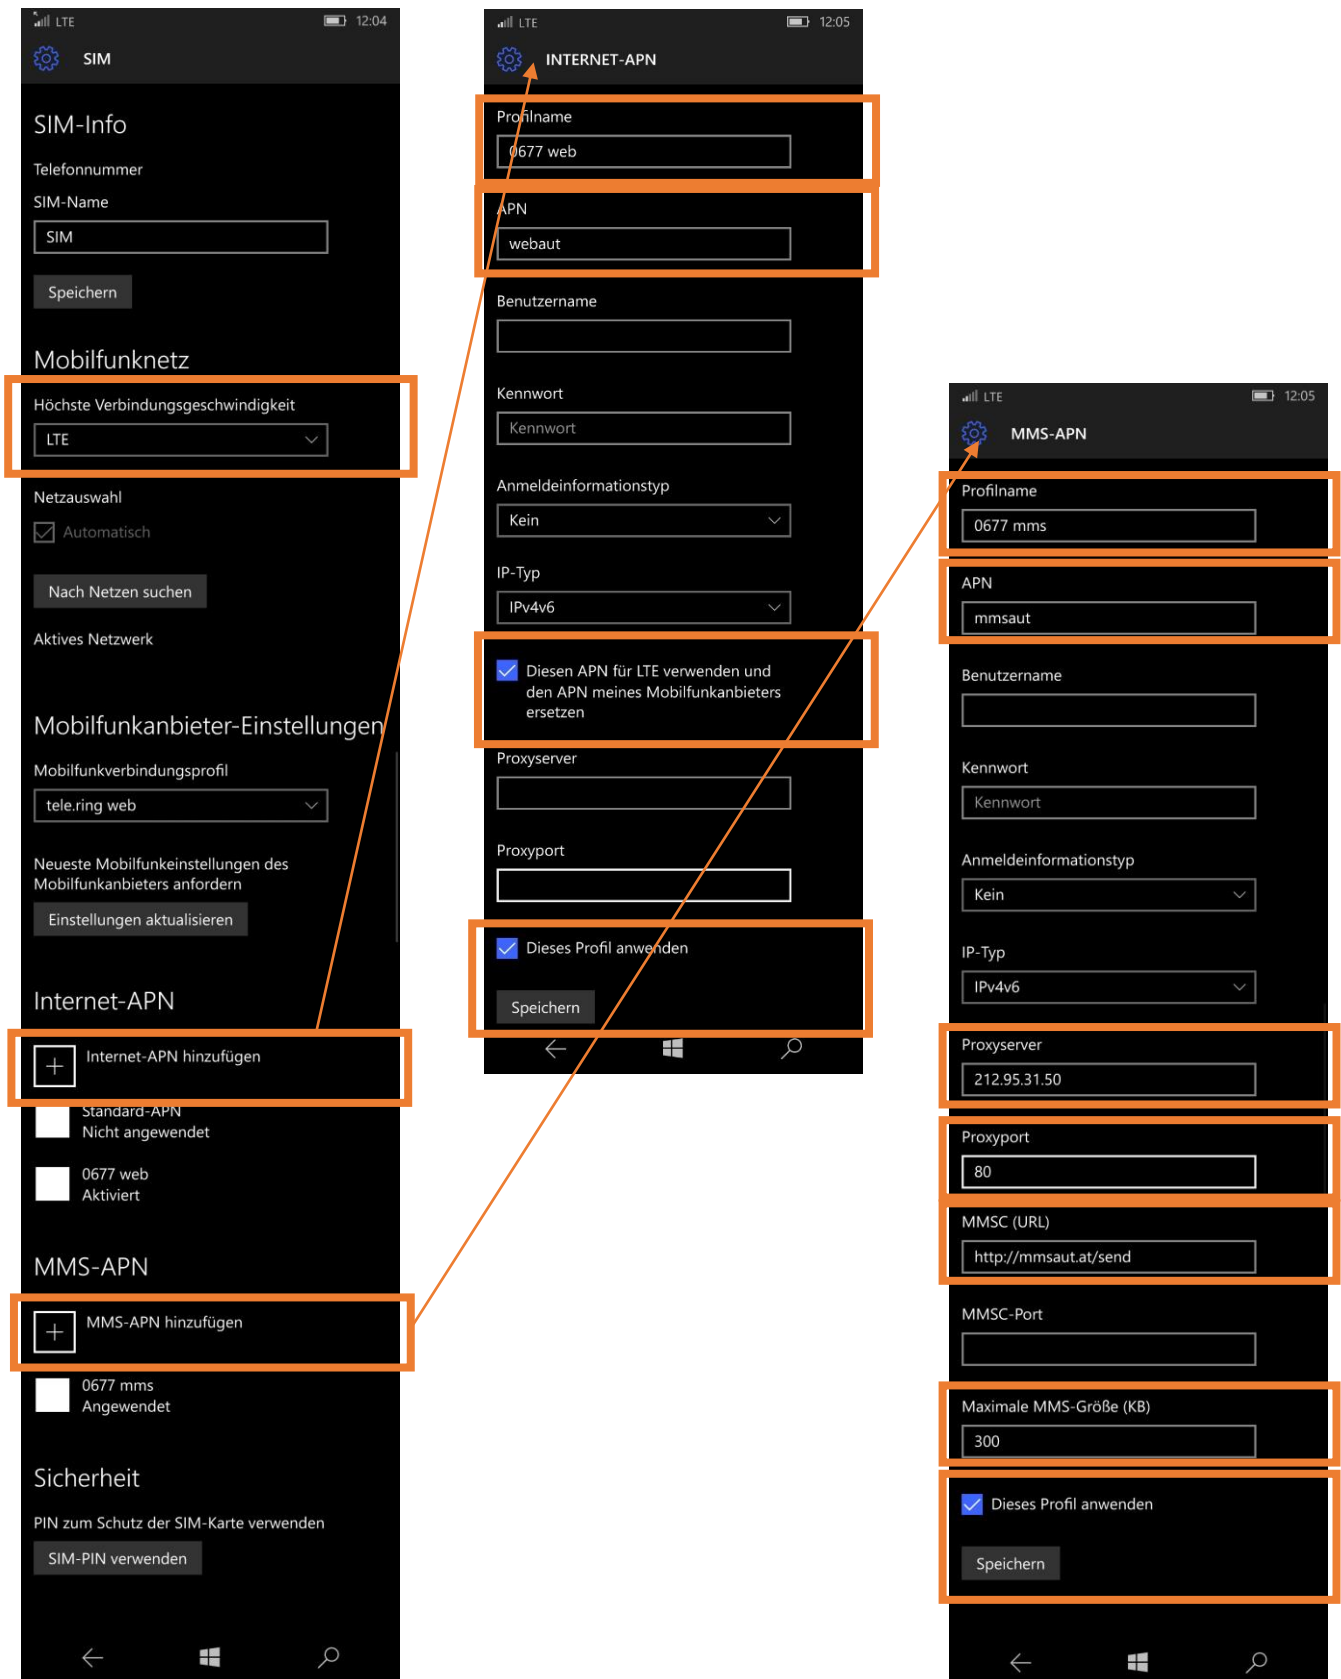 LTE 12:04
SIM
SIM-Info
Telefonnummer
SIM-Name
SIM
Speichern
Mobilfunknetz
Höchste Verbindungsgeschwindigkeit
LTE
Netzauswahl
Automatisch
Nach Netzen suchen
Aktives Netzwerk
Mobilfunkanbieter-Einstellungen
Mobilfunkverbindungsprofil
tele.ring web
Neueste Mobilfunkeinstellungen des
Mobilfunkanbieters anfordern
Einstellungen aktualisieren
Internet-APN
Internet-APN hinzufügen
Standard-APN
Nicht angewendet
0677 web
Aktiviert
MMS-APN
MMS-APN hinzufügen
0677 mms
Angewendet
Sicherheit
PIN zum Schutz der SIM-Karte verwenden
SIM-PIN verwenden
LTE 12:05
INTERNET-APN
Profilname
0677 web
APN
webaut
Benutzername
Kennwort
Kennwort
Anmeldeinformationstyp
Kein
IP-Typ
IPv4v6
Diesen APN für LTE verwenden und
den APN meines Mobilfunkanbieters
ersetzen
Proxyserver
Proxyport
Dieses Profil anwenden
Speichern
LTE 12:05
MMS-APN
Profilname
0677 mms
APN
mmsaut
Benutzername
Kennwort
Kennwort
Anmeldeinformationstyp
Kein
IP-Typ
IPv4v6
Proxyserver
212.95.31.50
Proxyport
80
MMSC (URL)
http://mmsaut.at/send
MMSC-Port
Maximale MMS-Größe (KB)
300
Dieses Profil anwenden
Speichern